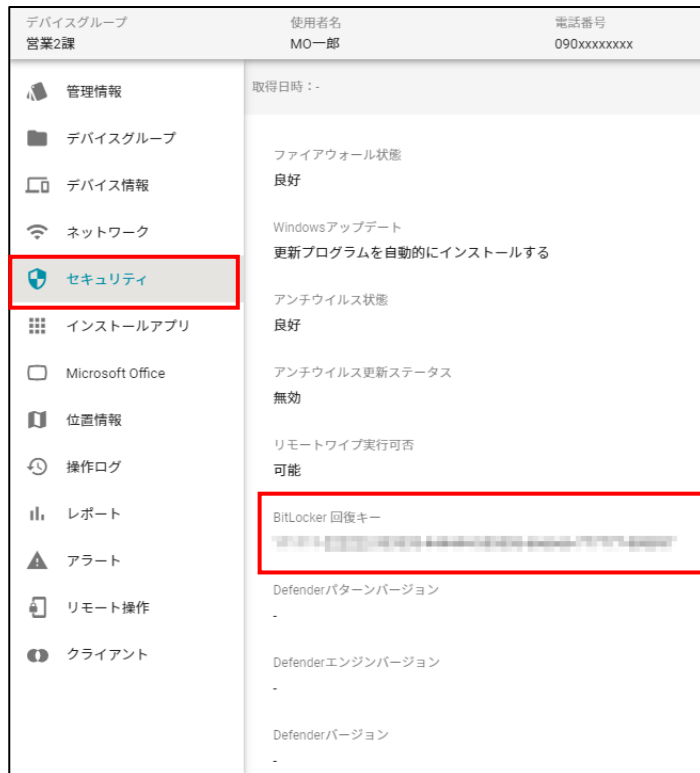 デバイスグループ 使用者名 電話番号
営業2課 MO一郎 090xxxxxxxx
管理情報
デバイスグループ
デバイス情報
ネットワーク
セキュリティ
インストールアプリ
Microsoft Office
位置情報
操作ログ
レポート
アラート
リモート操作
クライアント
取得日時：-
ファイアウォール状態
良好
Windowsアップデート
更新プログラムを自動的にインストールする
アンチウイルス状態
良好
アンチウイルス更新ステータス
無効
リモートワイプ実行可否
可能
BitLocker 回復キー
Defenderパターンバージョン
-
Defenderエンジンバージョン
-
Defenderバージョン
-